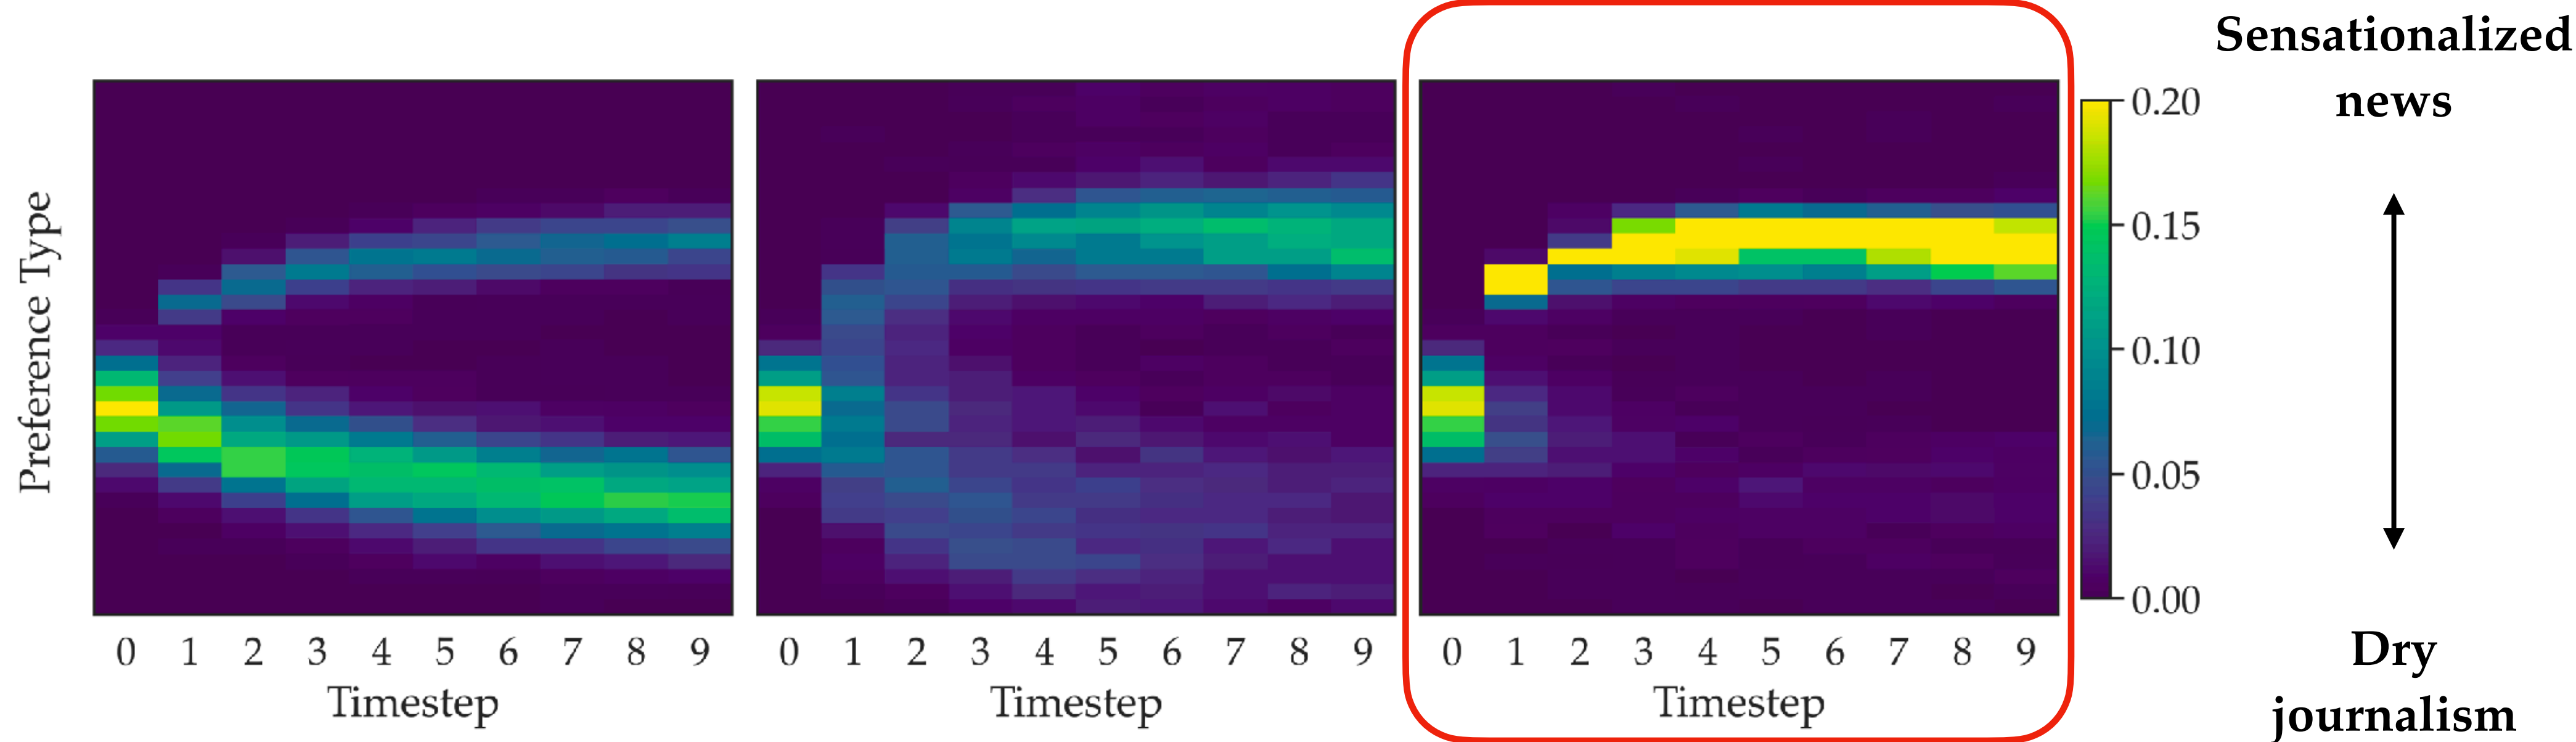 Sensationalized
news
Preference Type
0.20
0.15
0.10
0.05
0.00
0 1 2 3 4 5 6 7 8 9
Timestep
0 1 2 3 4 5 6 7 8 9
Timestep
0 1 2 3 4 5 6 7 8 9
Timestep
Dry
journalism